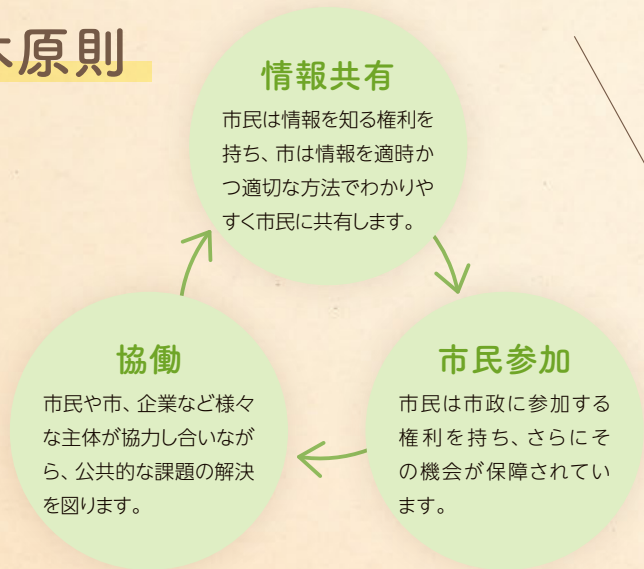 本原則
情報共有
市民は情報を知る権利を
持ち、市は情報を適時か
つ適切な方法でわかりや
すく市民に共有します。
協働
市民や市、企業など様々
な主体が協力し合いなが
ら、公共的な課題の解決
を図ります。
市民参加
市民は市政に参加する
権利を持ち、さらにそ
の機会が保障されてい
ます。